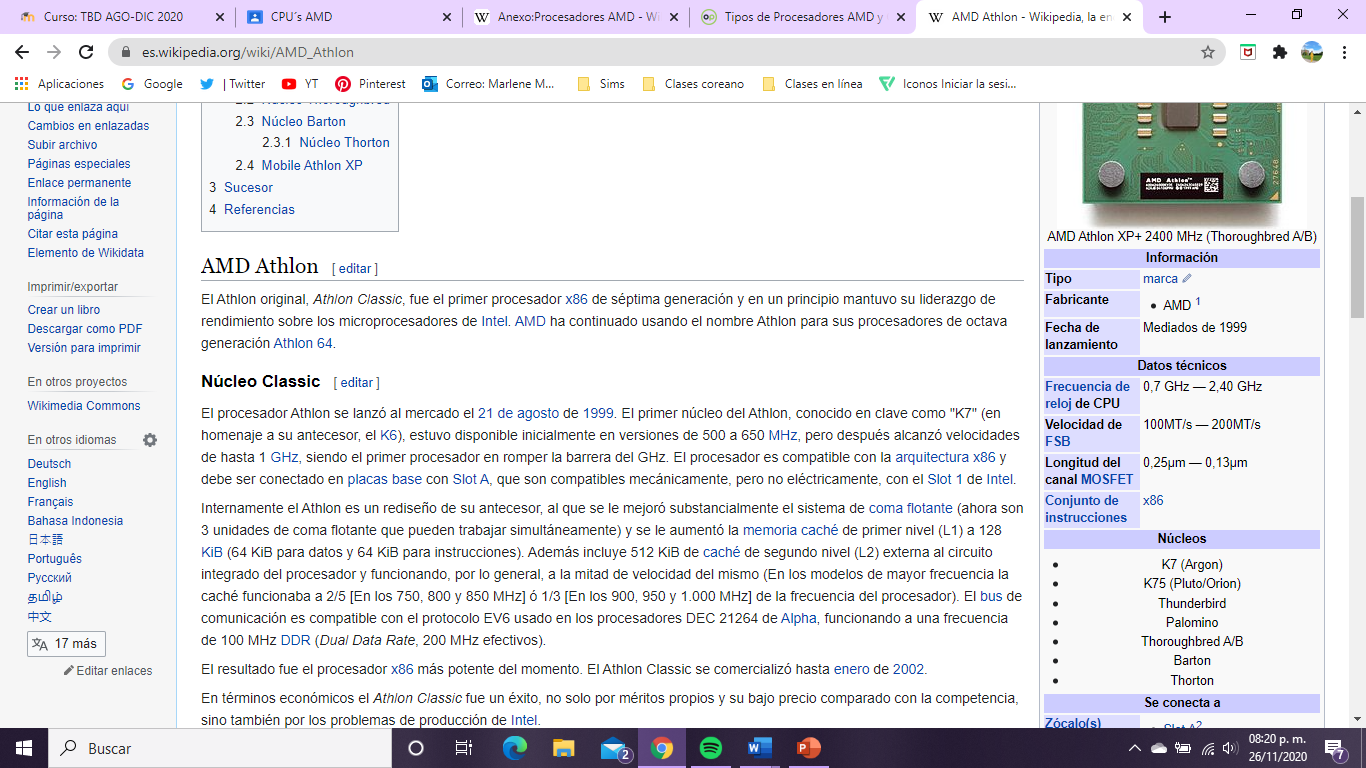 Curso: TBD AGO-DIC 2020
CPU´s AMD
Anexo:Procesadores AMD - Wi
Tipos de Procesadores AMD y
AMD Athlon - Wikipedia, la en
es.wikipedia.org/wiki/AMD_Athlon
Aplicaciones
Google
| Twitter
YT
Pinterest
Correo: Marlene M...
Sims
Clases coreano
Clases en línea
Iconos Iniciar la sesi...
Lo que enlaza aquí
Cambios en enlazadas
Subir archivo
Páginas especiales
Enlace permanente
Información de la
página
Citar esta página
Elemento de Wikidata
Imprimir/exportar
Crear un libro
Descargar como PDF
Versión para imprimir
En otros proyectos
Wikimedia Commons
En otros idiomas
Deutsch
English
Français
Bahasa Indonesia
日本語
Português
Русский
தமிழ்
中文
17 más
Editar enlaces
2.2 Núcleo Thoroughbred
2.3 Núcleo Barton
2.3.1 Núcleo Thorton
2.4 Mobile Athlon XP
3 Sucesor
4 Referencias
AMD Athlon [ editar ]
El Athlon original, Athlon Classic, fue el primer procesador x86 de séptima generación y en un principio mantuvo su liderazgo de
rendimiento sobre los microprocesadores de Intel. AMD ha continuado usando el nombre Athlon para sus procesadores de octava
generación Athlon 64.
Núcleo Classic [ editar ]
El procesador Athlon se lanzó al mercado el 21 de agosto de 1999. El primer núcleo del Athlon, conocido en clave como "K7" (en
homenaje a su antecesor, el K6), estuvo disponible inicialmente en versiones de 500 a 650 MHz, pero después alcanzó velocidades
de hasta 1 GHz, siendo el primer procesador en romper la barrera del GHz. El procesador es compatible con la arquitectura x86 y
debe ser conectado en placas base con Slot A, que son compatibles mecánicamente, pero no eléctricamente, con el Slot 1 de Intel.
Internamente el Athlon es un rediseño de su antecesor, al que se le mejoró substancialmente el sistema de coma flotante (ahora son
3 unidades de coma flotante que pueden trabajar simultáneamente) y se le aumentó la memoria caché de primer nivel (L1) a 128
KiB (64 KiB para datos y 64 KiB para instrucciones). Además incluye 512 KiB de caché de segundo nivel (L2) externa al circuito
integrado del procesador y funcionando, por lo general, a la mitad de velocidad del mismo (En los modelos de mayor frecuencia la
caché funcionaba a 2/5 [En los 750, 800 y 850 MHz] ó 1/3 [En los 900, 950 y 1.000 MHz] de la frecuencia del procesador). El bus de
comunicación es compatible con el protocolo EV6 usado en los procesadores DEC 21264 de Alpha, funcionando a una frecuencia
de 100 MHz DDR (Dual Data Rate, 200 MHz efectivos).
El resultado fue el procesador x86 más potente del momento. El Athlon Classic se comercializó hasta enero de 2002.
En términos económicos el Athlon Classic fue un éxito, no solo por méritos propios y su bajo precio comparado con la competencia,
sino también por los problemas de producción de Intel.
AMD Athlon™
27648
AMD Athlon XP+ 2400 MHz (Thoroughbred A/B)
Información
Tipo marca
Fabricante • AMD 1
Fecha de Mediados de 1999
lanzamiento
Datos técnicos
Frecuencia de 0,7 GHz — 2,40 GHz
reloj de CPU
Velocidad de 100MT/s — 200MT/s
FSB
Longitud del 0,25µm — 0,13µm
canal MOSFET
Conjunto de x86
instrucciones
Núcleos
• K7 (Argon)
• K75 (Pluto/Orion)
• Thunderbird
• Palomino
• Thoroughbred A/B
• Barton
• Thorton
Se conecta a
Zócalo(s) • Slot A2
Buscar
2
08:20 p. m.
26/11/2020
7